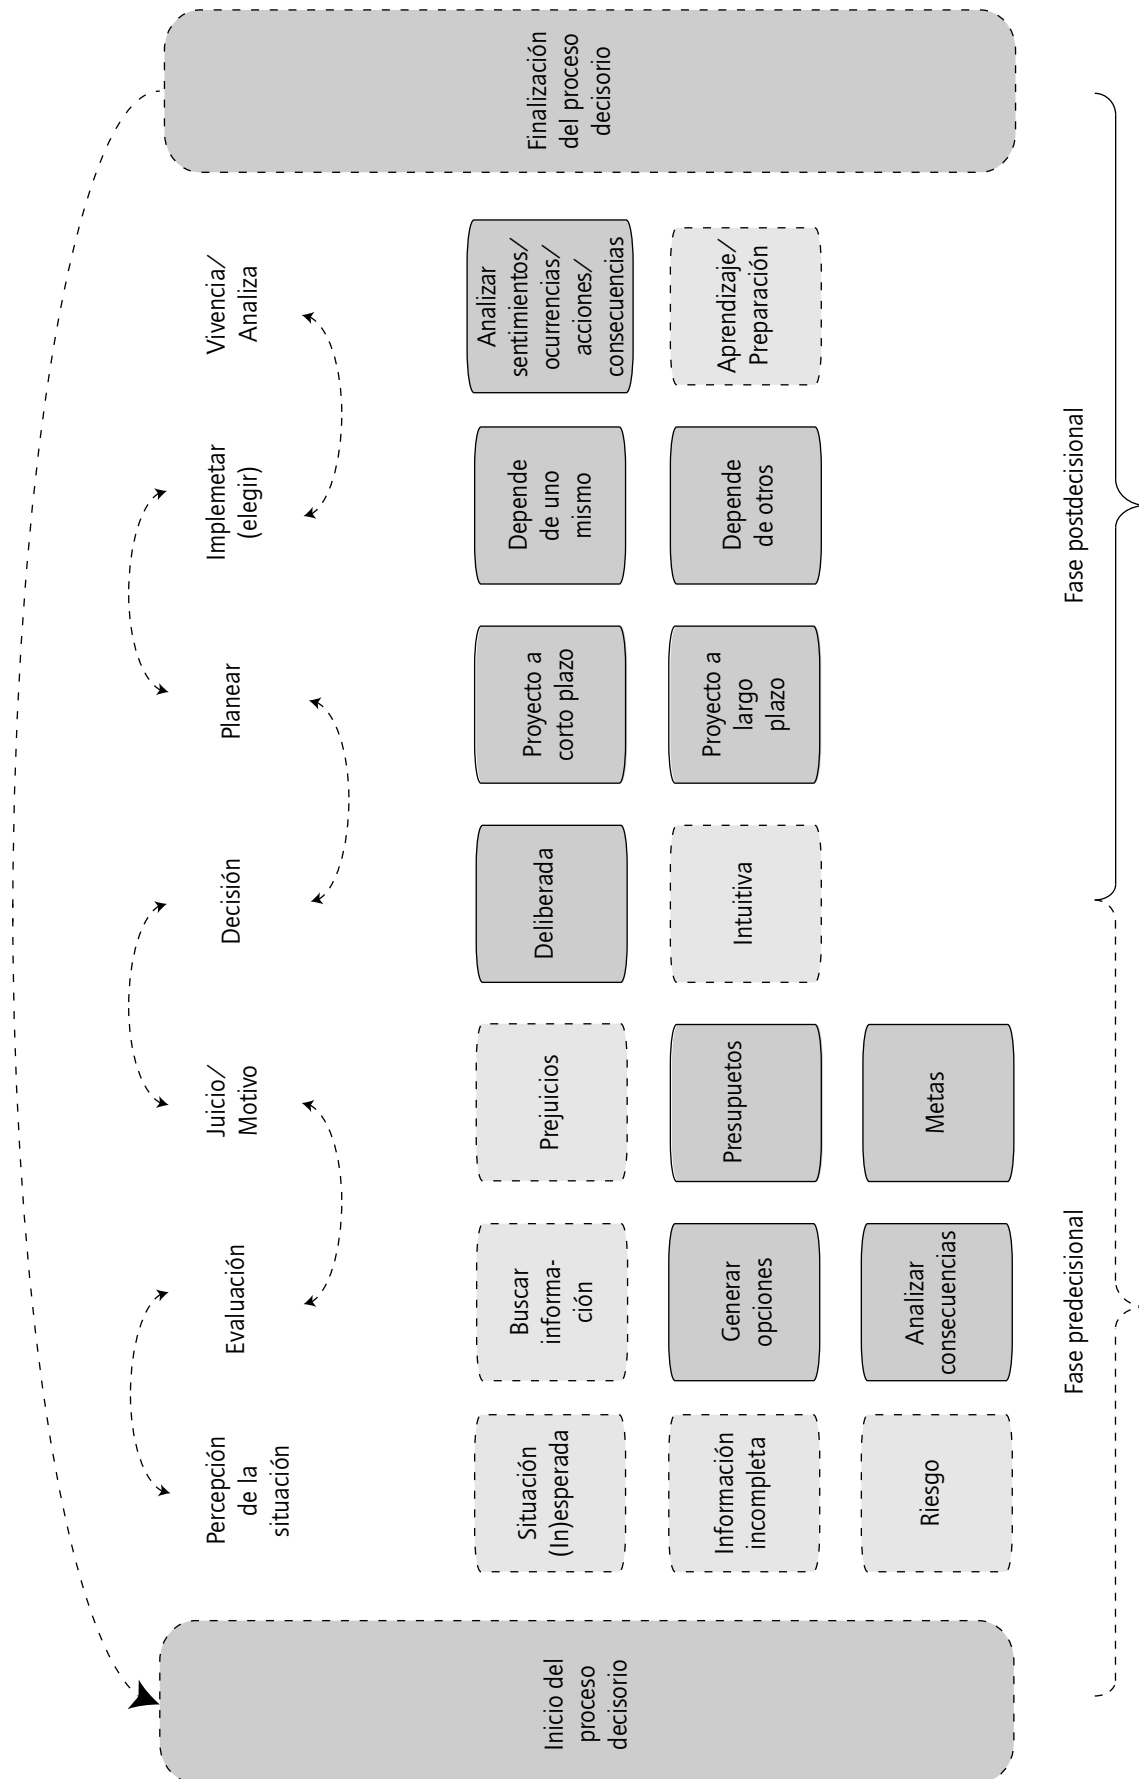 Inicio del
proceso
decisorio
Percepción
de la
situación
Situación
(In)esperada
Información
incompleta
Riesgo
Evaluación
Buscar
informa-
ción
Generar
opciones
Analizar
consecuencias
Juicio/
Motivo
Prejuicios
Presupuetos
Metas
Decisión
Deliberada
Intuitiva
Planear
Proyecto a
corto plazo
Proyecto a
largo
plazo
Implemetar
(elegir)
Depende
de uno
mismo
Depende
de otros
Vivencia/
Analiza
Analizar
sentimientos/
ocurrencias/
acciones/
consecuencias
Aprendizaje/
Preparación
Finalización
del proceso
decisorio
Fase predecisional
Fase postdecisional